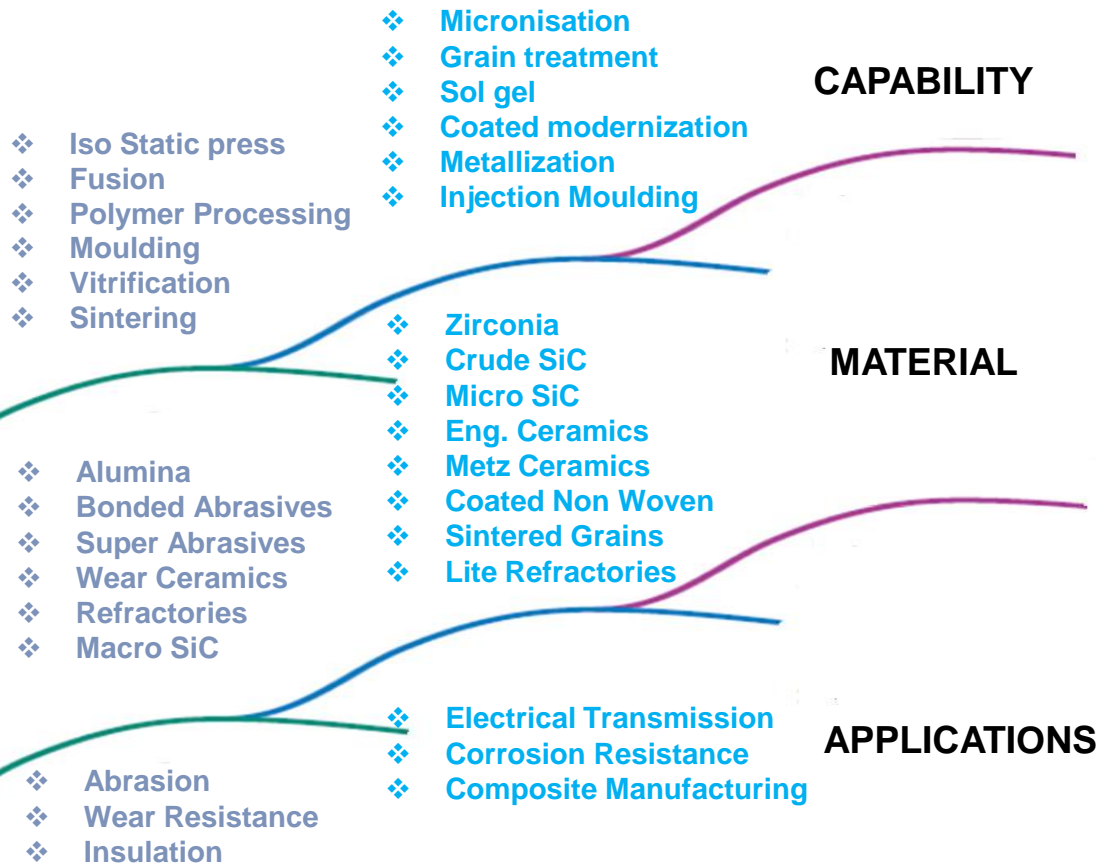 ❖ Micronisation
❖ Grain treatment
❖ Sol gel
❖ Coated modernization
❖ Metallization
❖ Injection Moulding
CAPABILITY
❖ Iso Static press
❖ Fusion
❖ Polymer Processing
❖ Moulding
❖ Vitrification
❖ Sintering
❖ Zirconia
❖ Crude SiC
❖ Micro SiC
❖ Eng. Ceramics
❖ Metz Ceramics
❖ Coated Non Woven
❖ Sintered Grains
❖ Lite Refractories
MATERIAL
❖ Alumina
❖ Bonded Abrasives
❖ Super Abrasives
❖ Wear Ceramics
❖ Refractories
❖ Macro SiC
❖ Electrical Transmission
❖ Corrosion Resistance
❖ Composite Manufacturing
APPLICATIONS
❖ Abrasion
❖ Wear Resistance
❖ Insulation